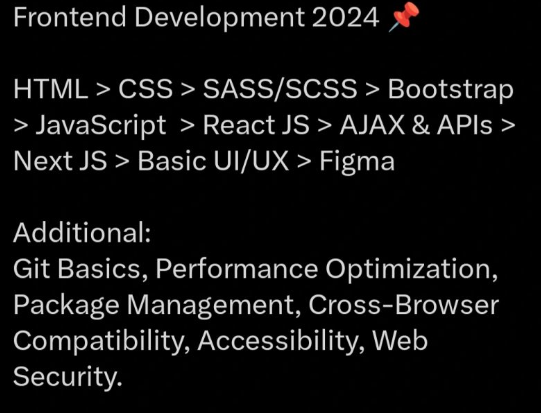 Frontend Development 2024 📌
HTML > CSS > SASS/SCSS > Bootstrap
> JavaScript > React JS > AJAX & APIs >
Next JS > Basic UI/UX > Figma
Additional:
Git Basics, Performance Optimization,
Package Management, Cross-Browser
Compatibility, Accessibility, Web
Security.